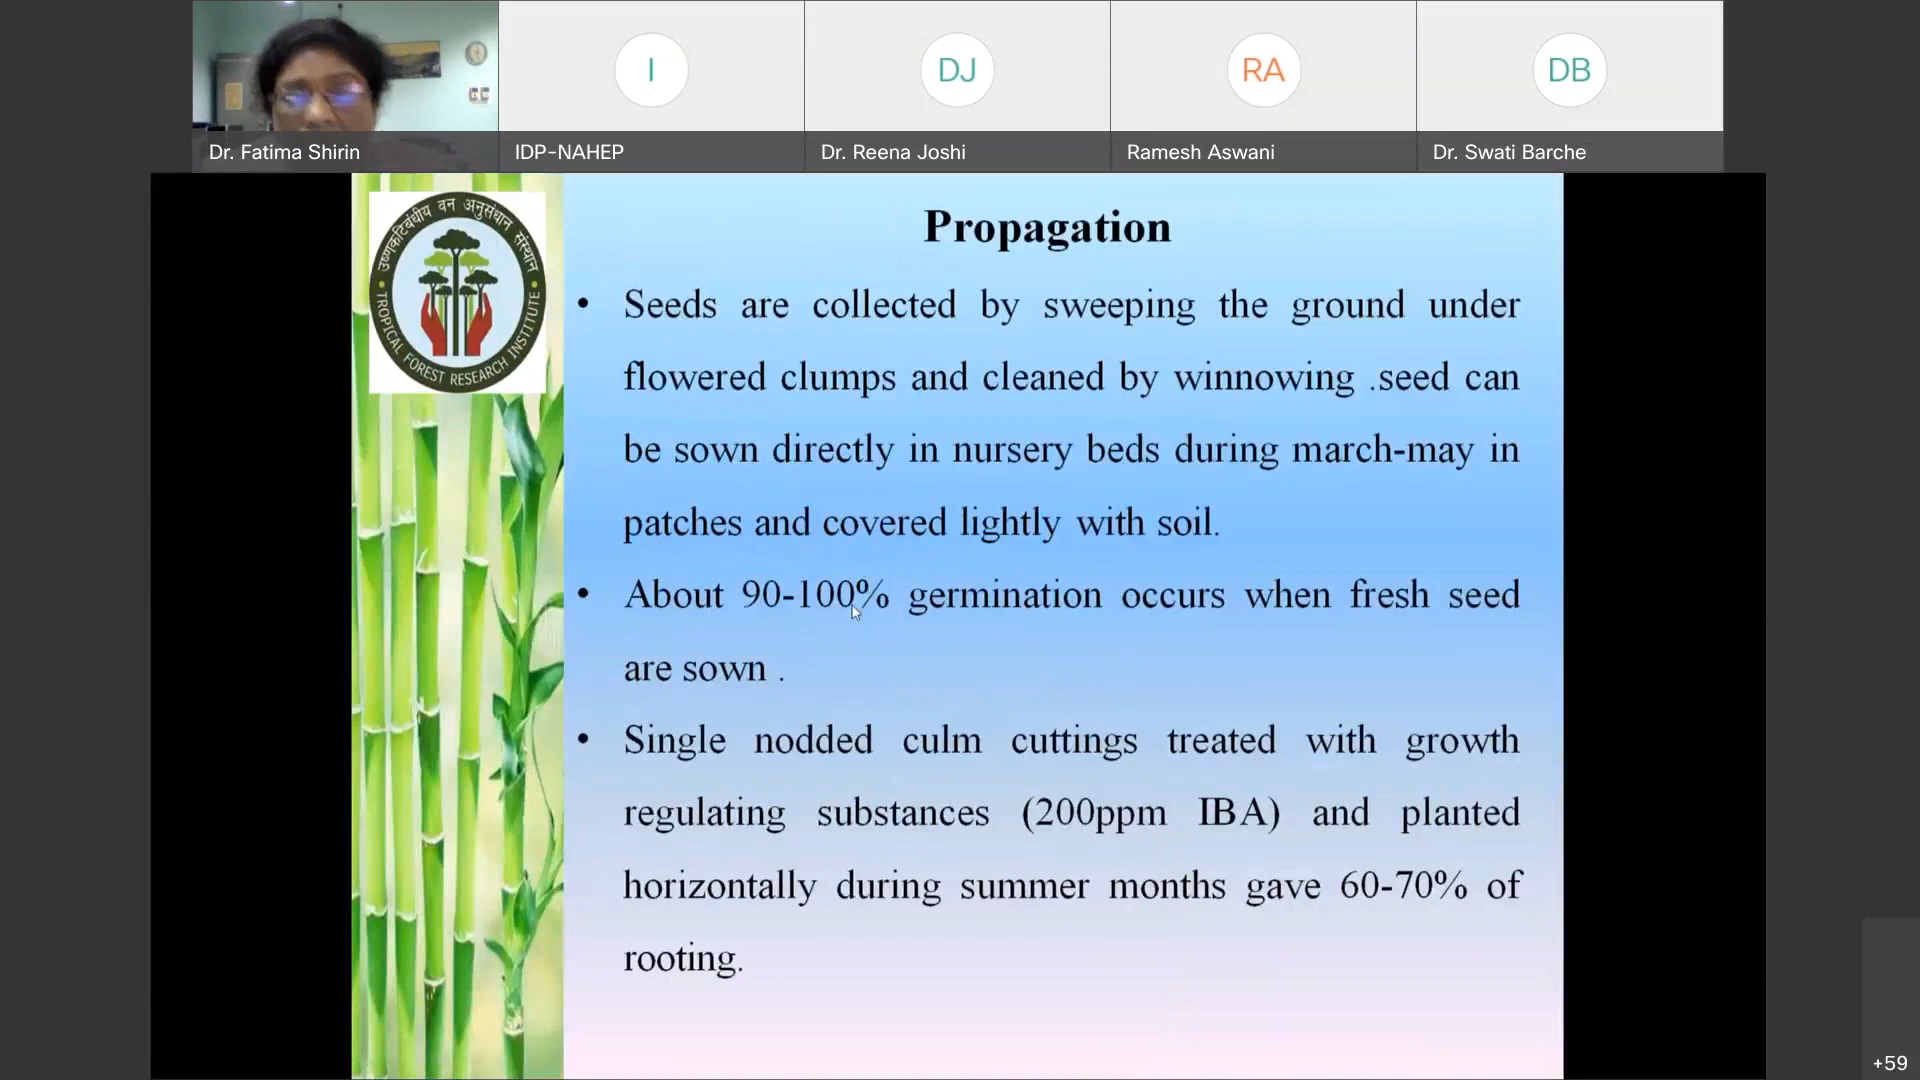 I
DJ
RA
DB
Dr. Fatima Shirin
IDP-NAHEP
Dr. Reena Joshi
Ramesh Aswani
Dr. Swati Barche
उष्णकटिबंधीय वन अनुसंधान संस्थान
TROPICAL FOREST RESEARCH INSTITUTE
Propagation
• Seeds are collected by sweeping the ground under
flowered clumps and cleaned by winnowing .seed can
be sown directly in nursery beds during march-may in
patches and covered lightly with soil.
• About 90-100% germination occurs when fresh seed
are sown .
• Single nodded culm cuttings treated with growth
regulating substances (200ppm IBA) and planted
horizontally during summer months gave 60-70% of
rooting.
+59